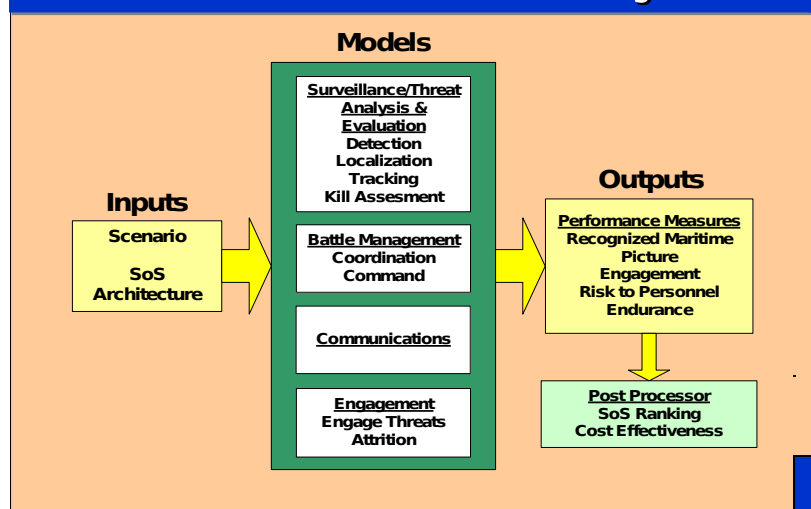 Models
Surveillance/Threat
Analysis &
Evaluation
Detection
Localization
Tracking
Kill Assesment
Battle Management
Coordination
Command
Communications
Engagement
Engage Threats
Attrition
Inputs
Scenario
SoS
Architecture
Outputs
Performance Measures
Recognized Maritime
Picture
Engagement
Risk to Personnel
Endurance
Post Processor
SoS Ranking
Cost Effectiveness